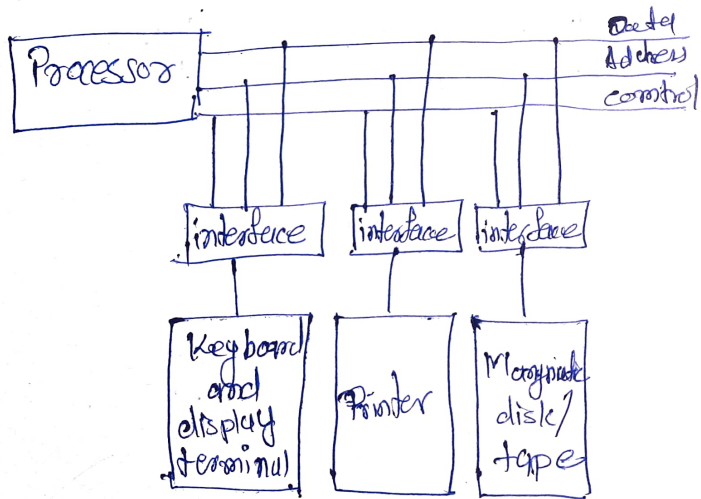 Data
Address
Processor
control
interface
interface
interface
Keyboard
and
display
terminal
Printer
Magnetic
disk/
tape